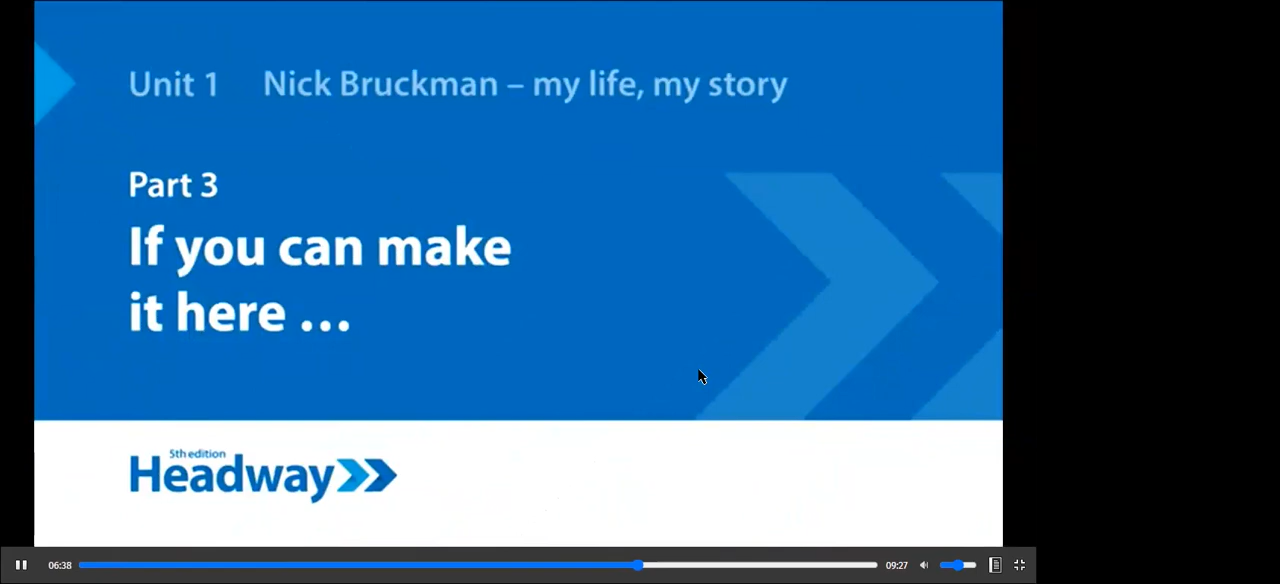 Unit 1 Nick Bruckman – my life, my story
Part 3
If you can make
it here ...
5th edition
Headway
06:38
09:27